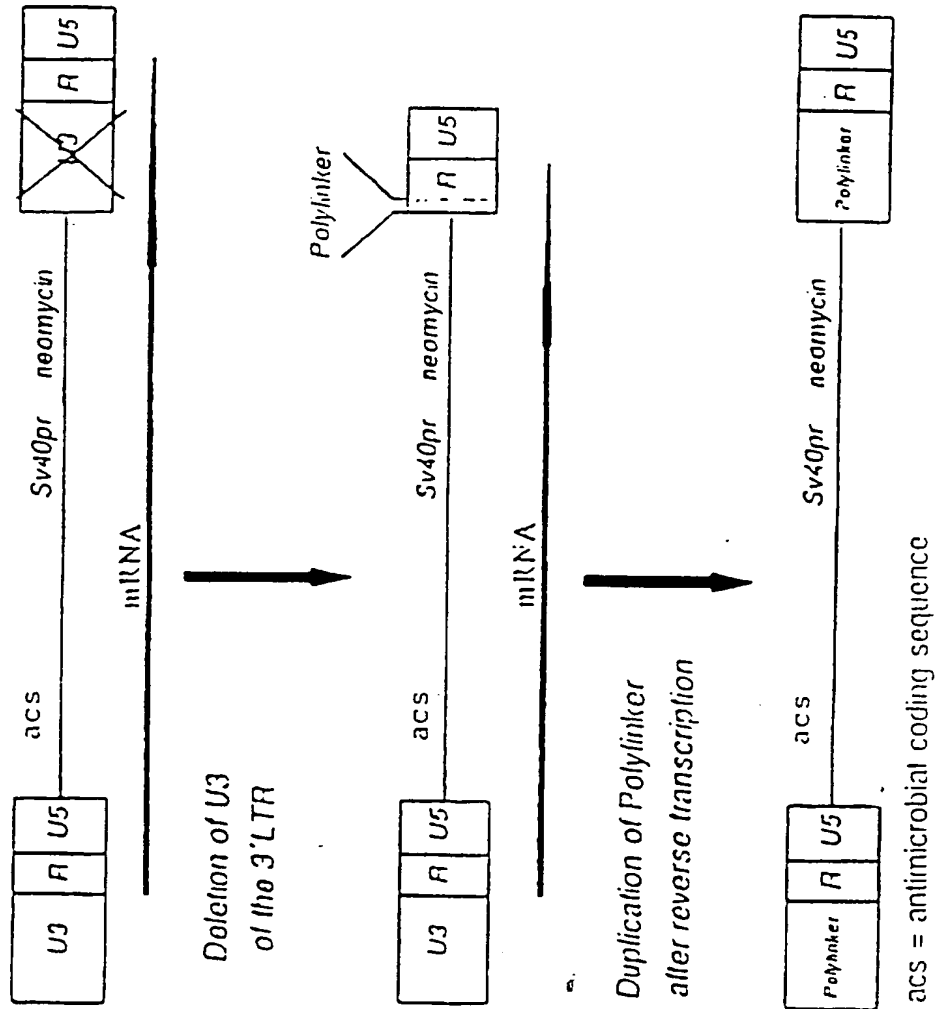 U3 R U5 acs Sv40pr neomycin U3 R U5
mRNA
Deletion of U3
of the 3'LTR
Polylinker
U3 R U5 acs Sv40pr neomycin R U5
mRNA
Duplication of Polylinker
after reverse transcription
Polylinker R U5 acs Sv40pr neomycin Polylinker R U5
acs = antimicrobial coding sequence